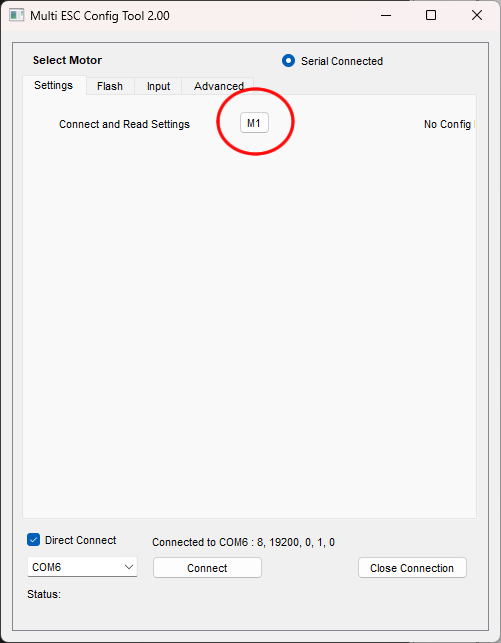 Multi ESC Config Tool 2.00
Select Motor
Serial Connected
Settings Flash Input Advanced
Connect and Read Settings M1 No Config
Direct Connect Connected to COM6 : 8, 19200, 0, 1, 0
COM6 Connect Close Connection
Status: